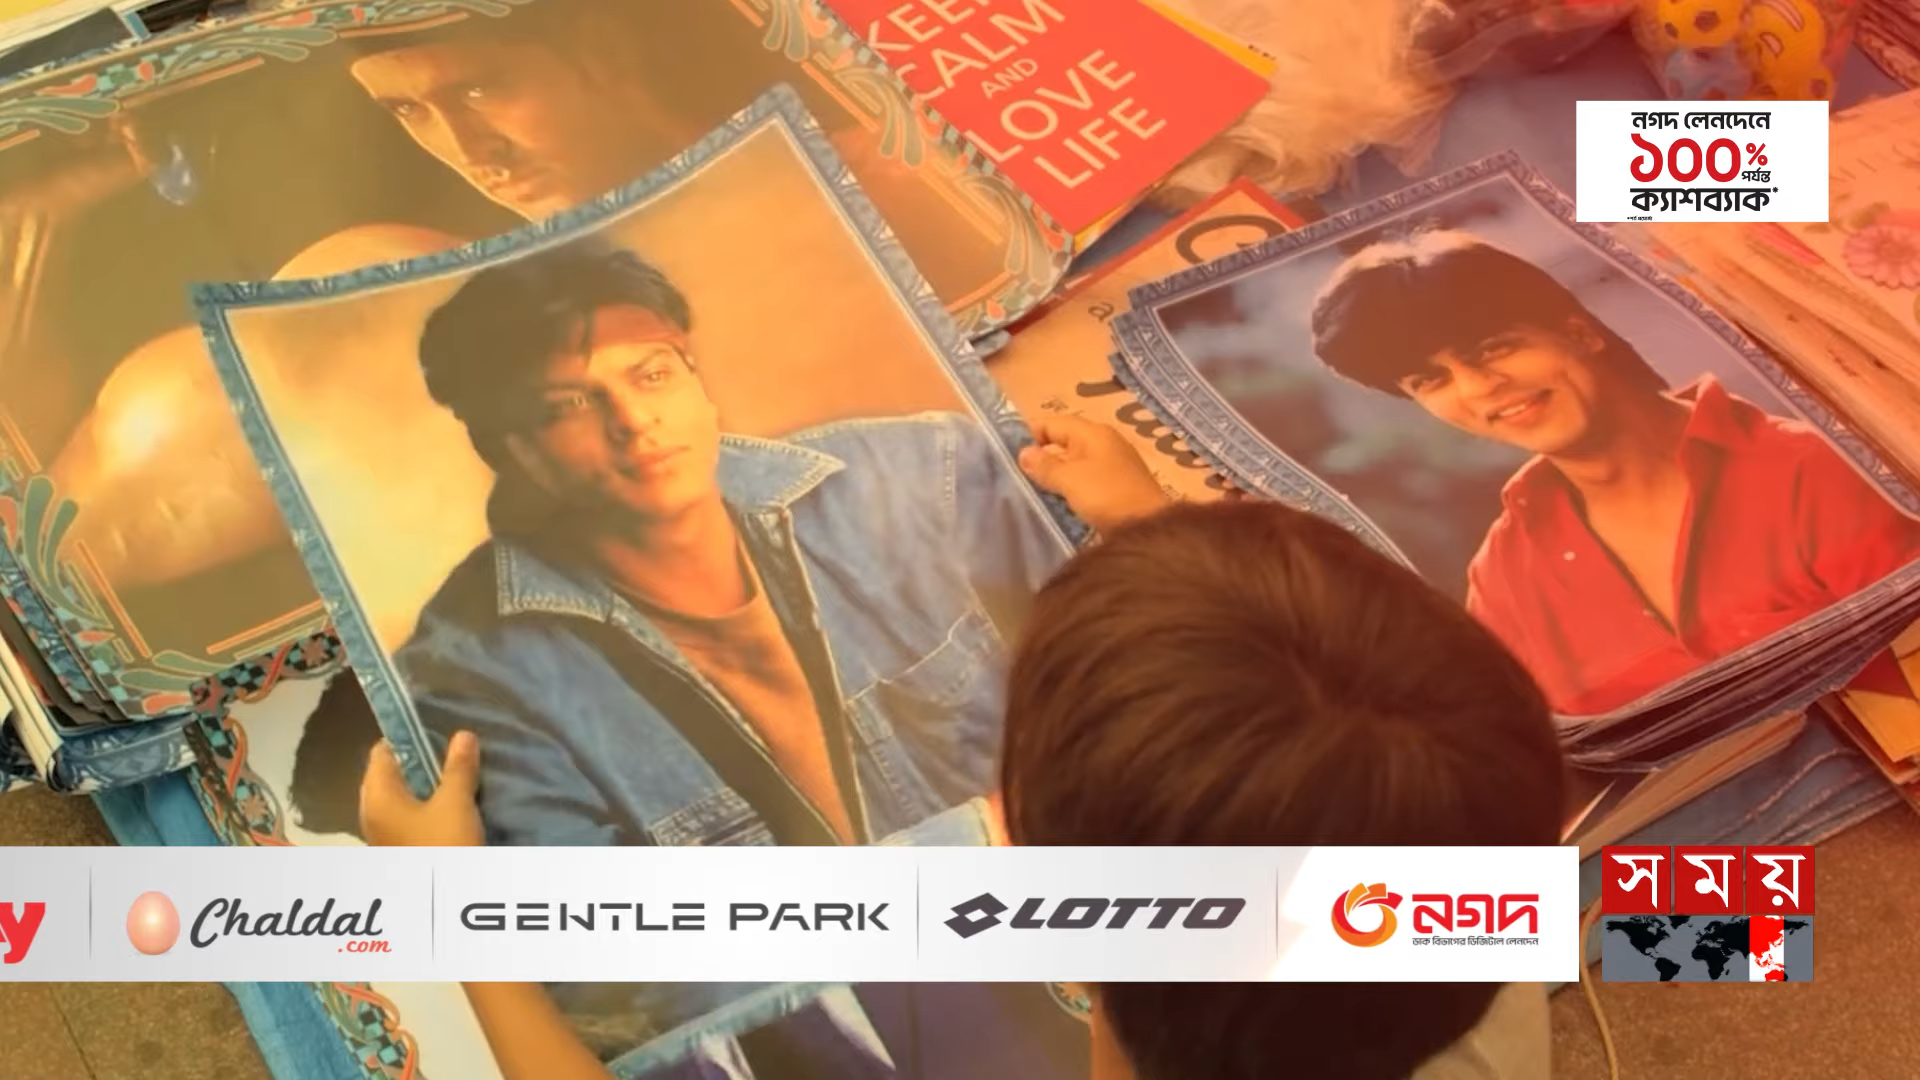 KEEP
CALM
AND
LOVE
LIFE
নগদ লেনদেনে
১০০%
পর্যন্ত
ক্যাশব্যাক*
Chaldal
.com
GENTLE PARK
LOTTO
নগদ
ডাক বিভাগের ডিজিটাল লেনদেন
সময়